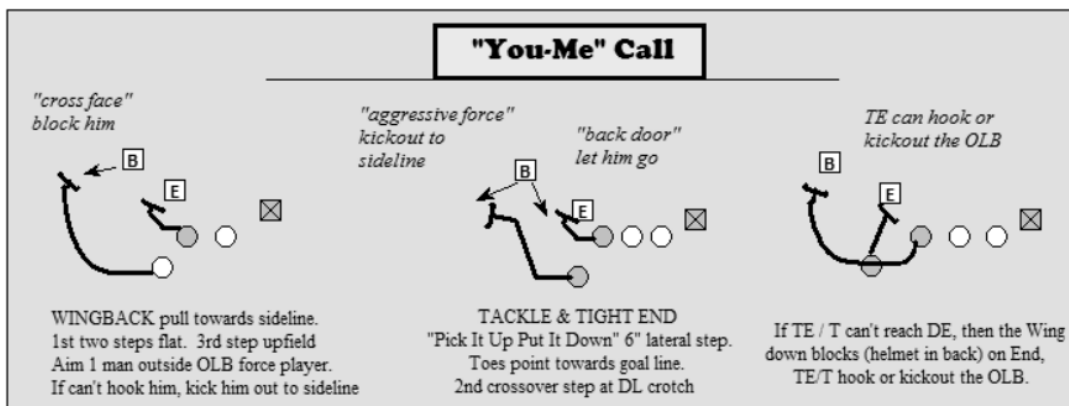 "You-Me" Call
"cross face"
block him
B
E
WINGBACK pull towards sideline.
1st two steps flat.  3rd step upfield
Aim 1 man outside OLB force player.
If can't hook him, kick him out to sideline
"aggressive force"
kickout to
sideline
"back door"
let him go
B
E
TACKLE & TIGHT END
"Pick It Up Put It Down" 6" lateral step.
Toes point towards goal line.
2nd crossover step at DL crotch
TE can hook or
kickout the OLB
B
E
If TE / T can't reach DE, then the Wing
down blocks (helmet in back) on End,
TE/T hook or kickout the OLB.